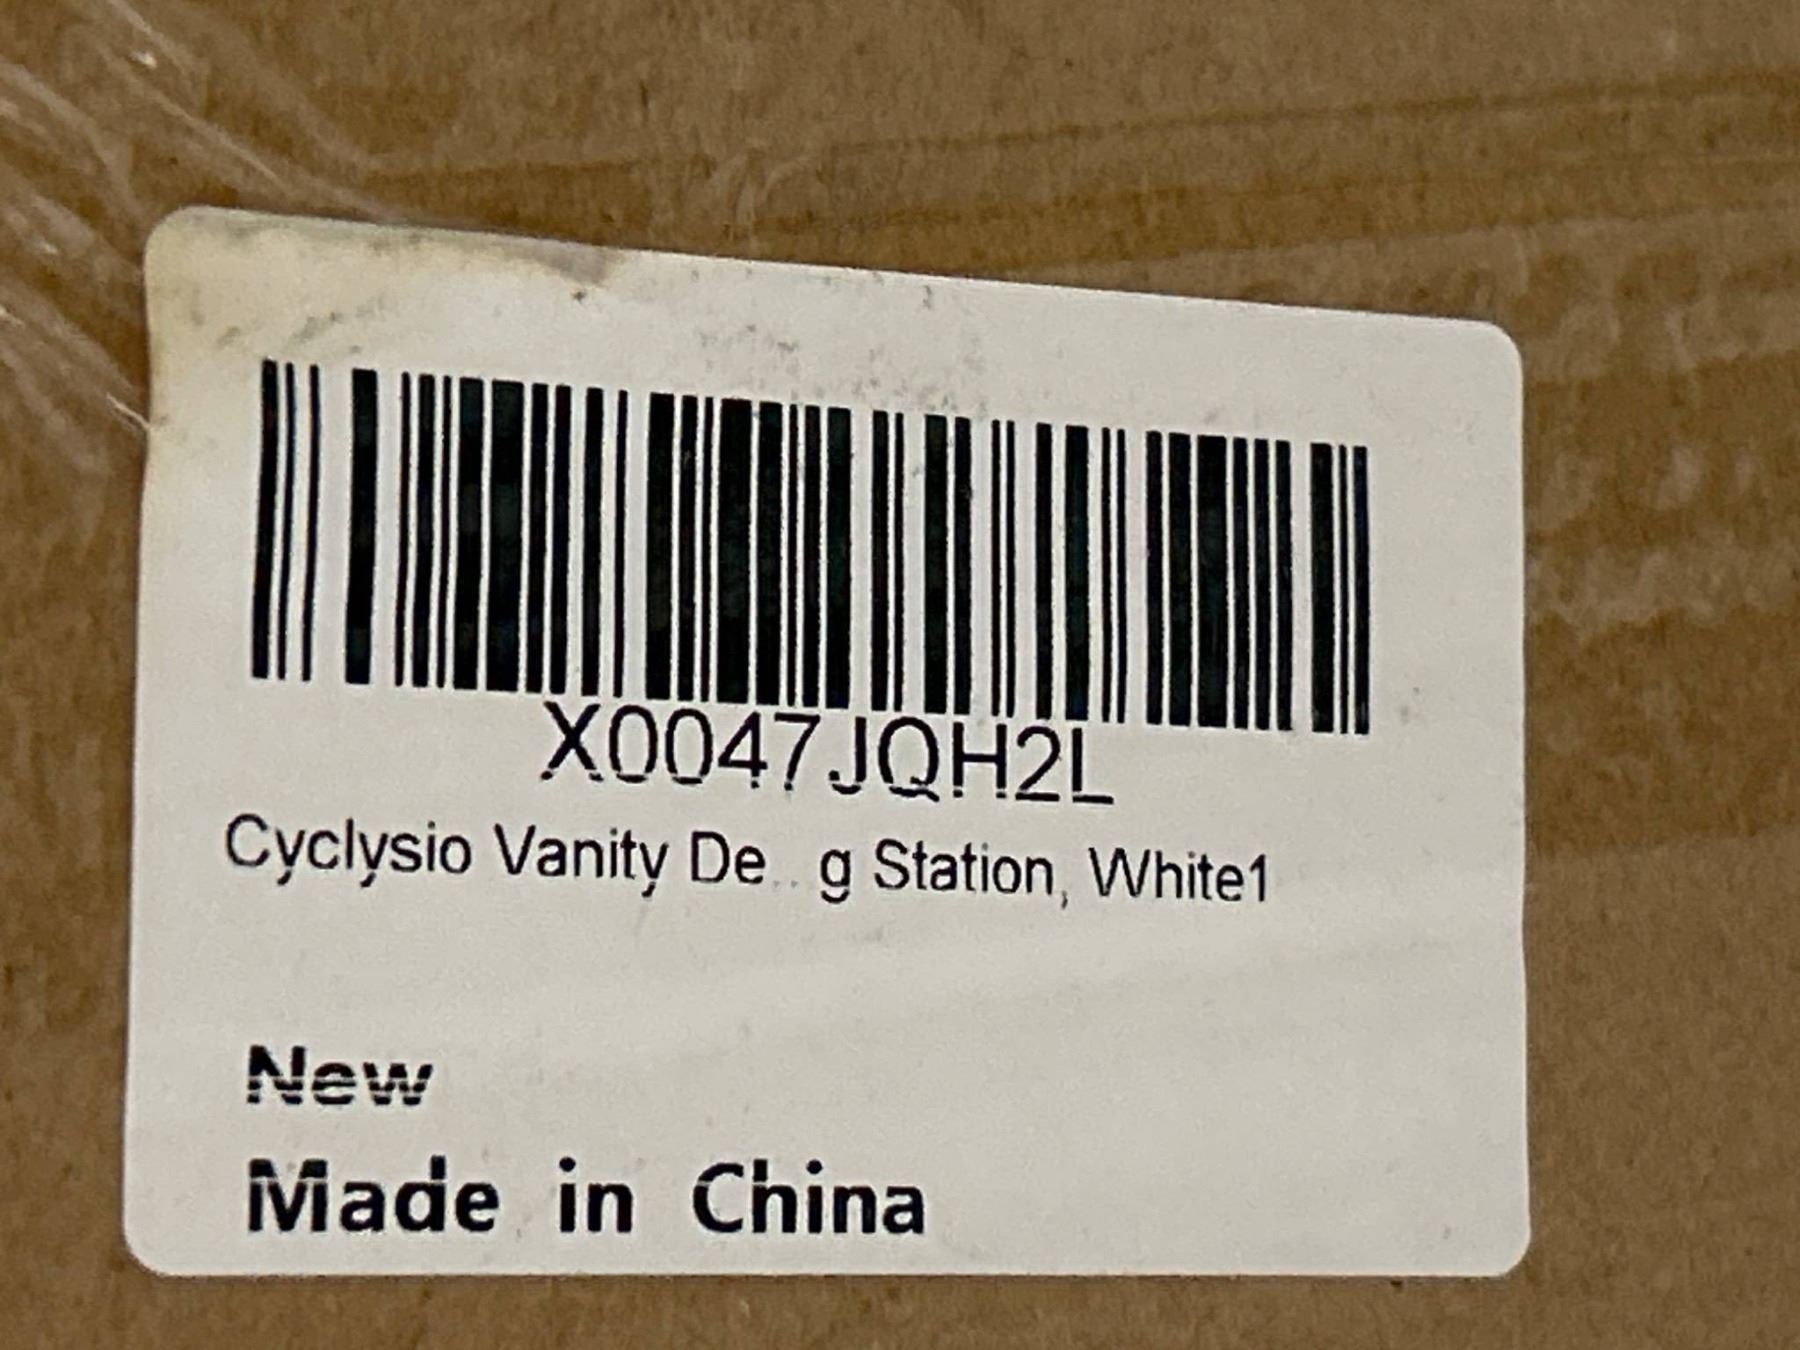 X0047JQH2L
Cyclysio Vanity De...g Station, White1
New
Made in China